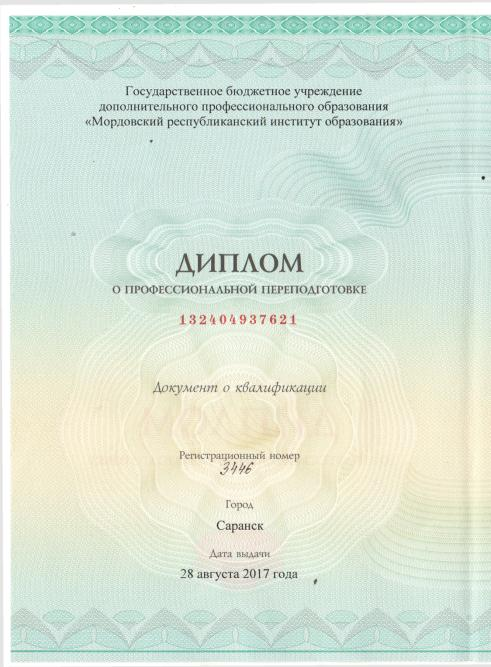 Государственное бюджетное учреждение
дополнительного профессионального образования
«Мордовский республиканский институт образования»
ДИПЛОМ
О ПРОФЕССИОНАЛЬНОЙ ПЕРЕПОДГОТОВКЕ
132404937621
Документ о квалификации
Регистрационный номер
3446
Город
Саранск
Дата выдачи
28 августа 2017 года